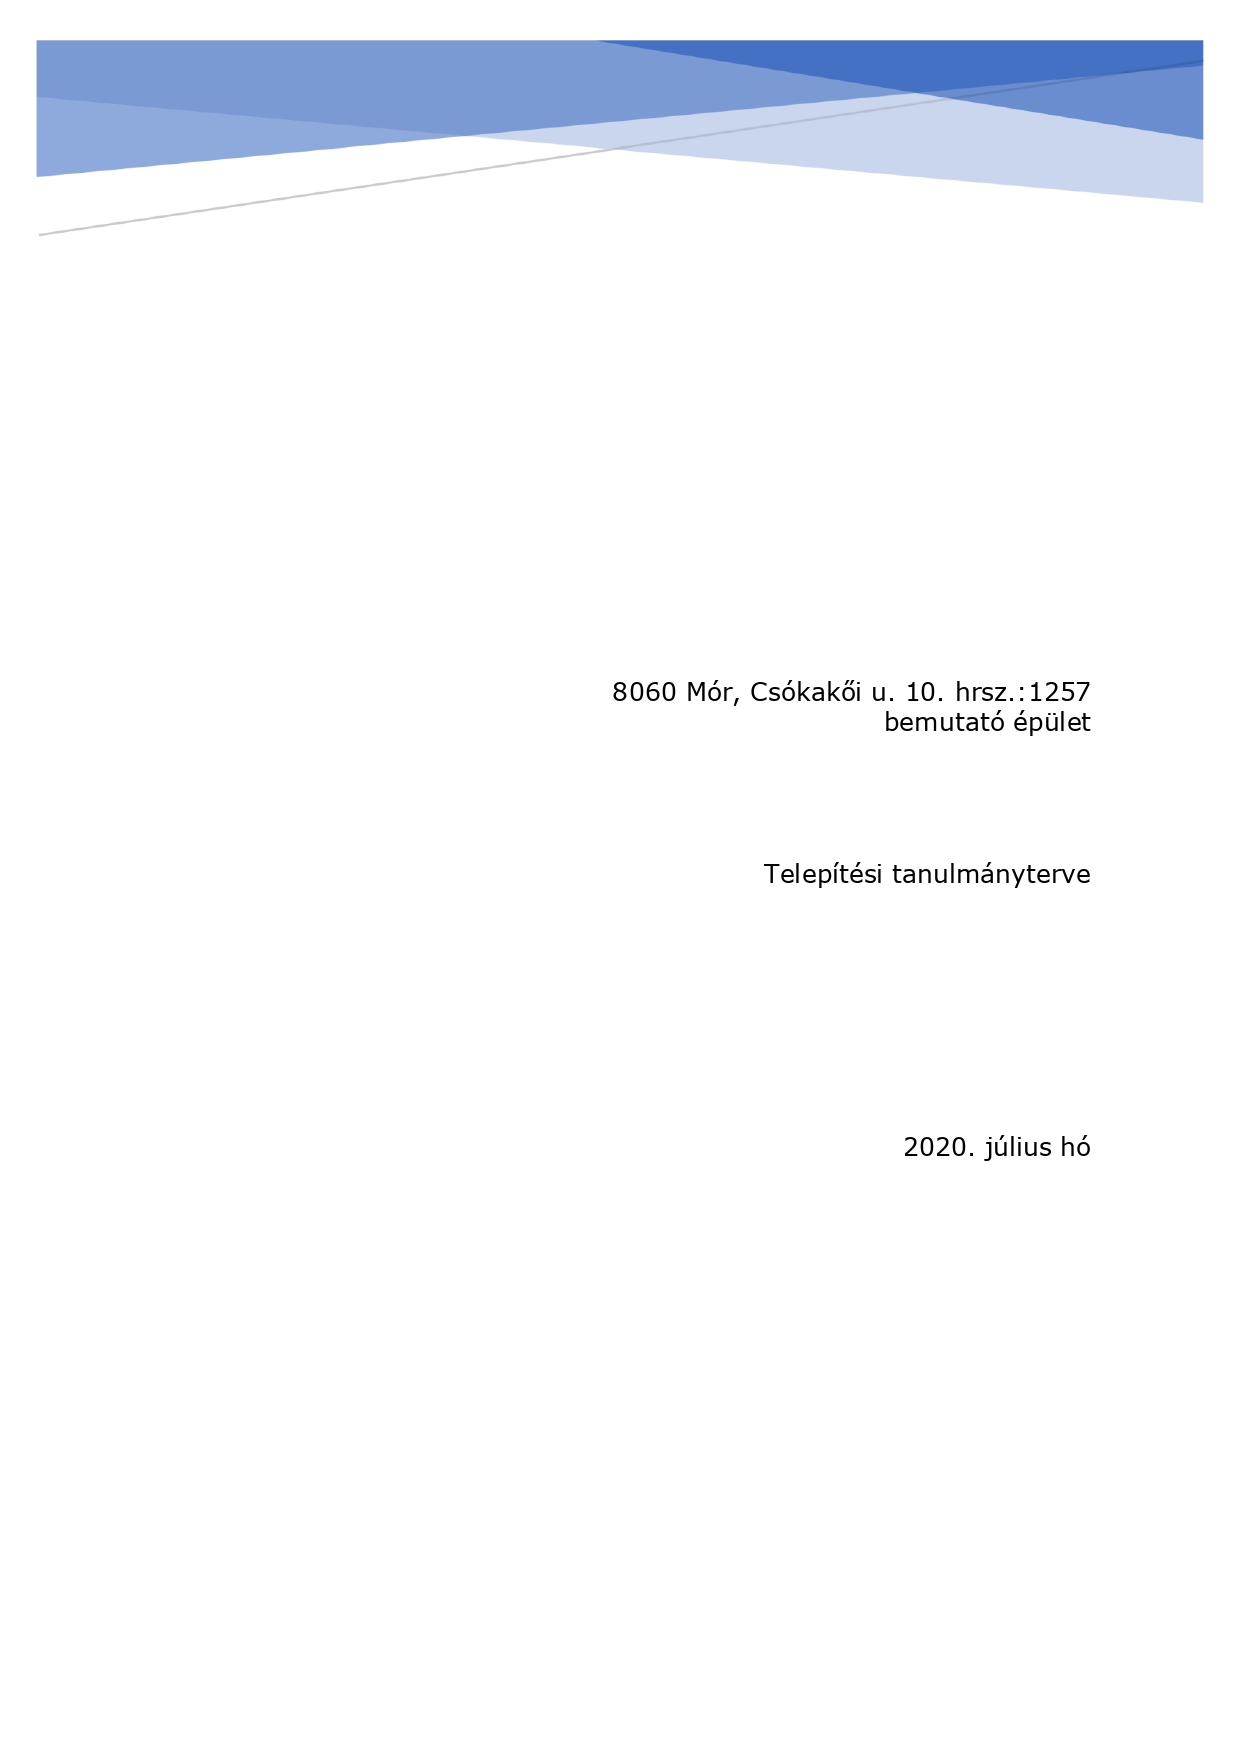 8060 Mór, Csókakői u. 10. hrsz.:1257
bemutató épület
Telepítési tanulmányterve
2020. július hó